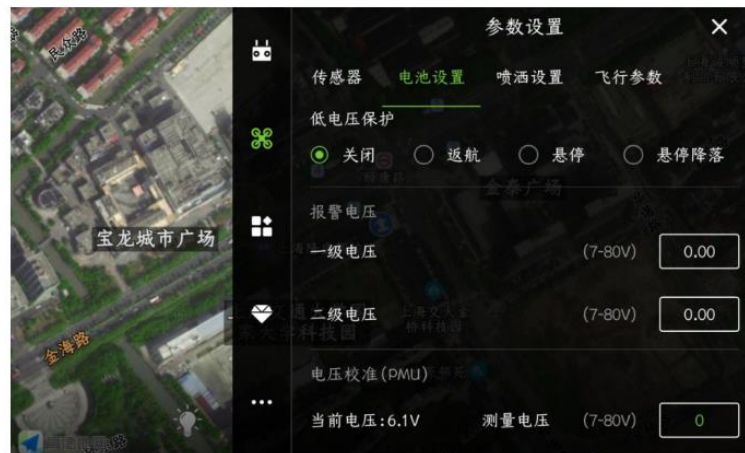 参数设置
传感器 电池设置 喷洒设置 飞行参数
低电压保护
关闭 返航 悬停 悬停降落
报警电压
一级电压 (7-80V) 0.00
二级电压 (7-80V) 0.00
电压校准(PMU)
当前电压:6.1V 测量电压 (7-80V) 0
民众路
宝龙城市广场
金海路
金泰广场